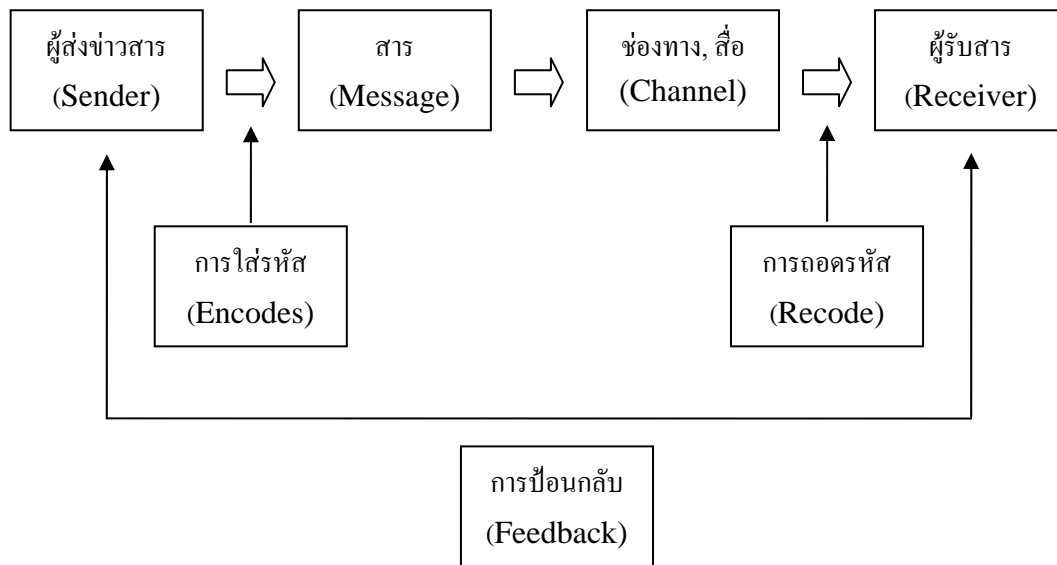 ผู้ส่งข่าวสาร
(Sender)
สาร
(Message)
ช่องทาง, สื่อ
(Channel)
ผู้รับสาร
(Receiver)
การใส่รหัส
(Encodes)
การถอดรหัส
(Recode)
การป้อนกลับ
(Feedback)